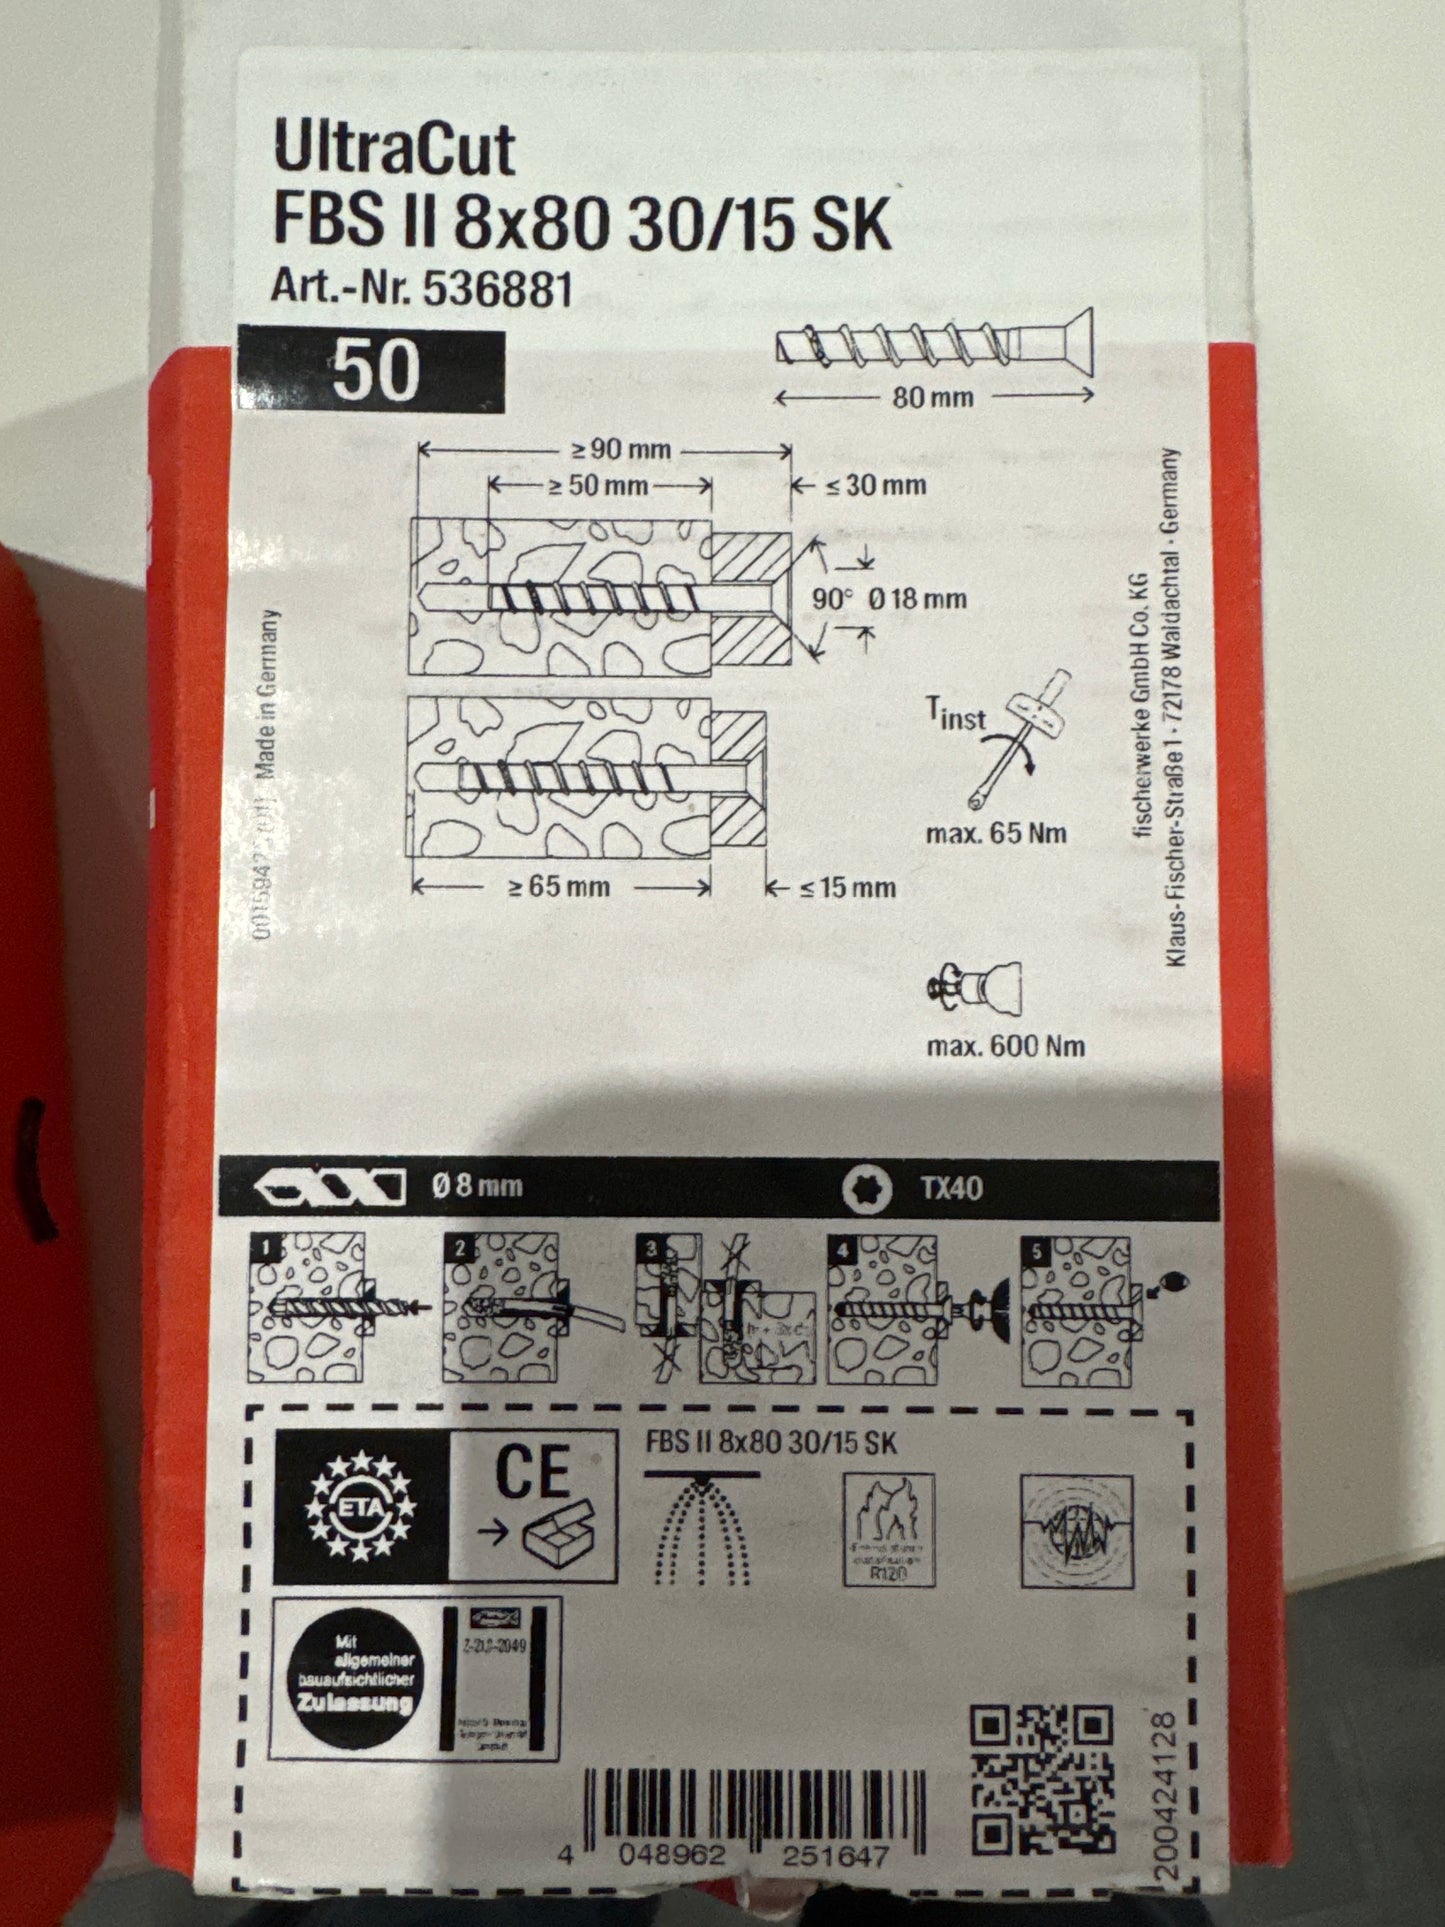 UltraCut
FBS II 8x80 30/15 SK
Art.-Nr. 536881
50
80 mm
≥ 90 mm
≥ 50 mm
≤ 30 mm
90° Ø 18 mm
Tinst
max. 65 Nm
≥ 65 mm
≤ 15 mm
max. 600 Nm
Made in Germany
fischerwerke GmbH Co. KG
Klaus-Fischer-Straße 1 · 72178 Waldachtal · Germany
Ø 8 mm
TX40
1
2
3
4
5
ETA
CE
FBS II 8x80 30/15 SK
R120
Mit
allgemeiner
bauaufsichtlicher
Zulassung
4 048962 251647
200424128